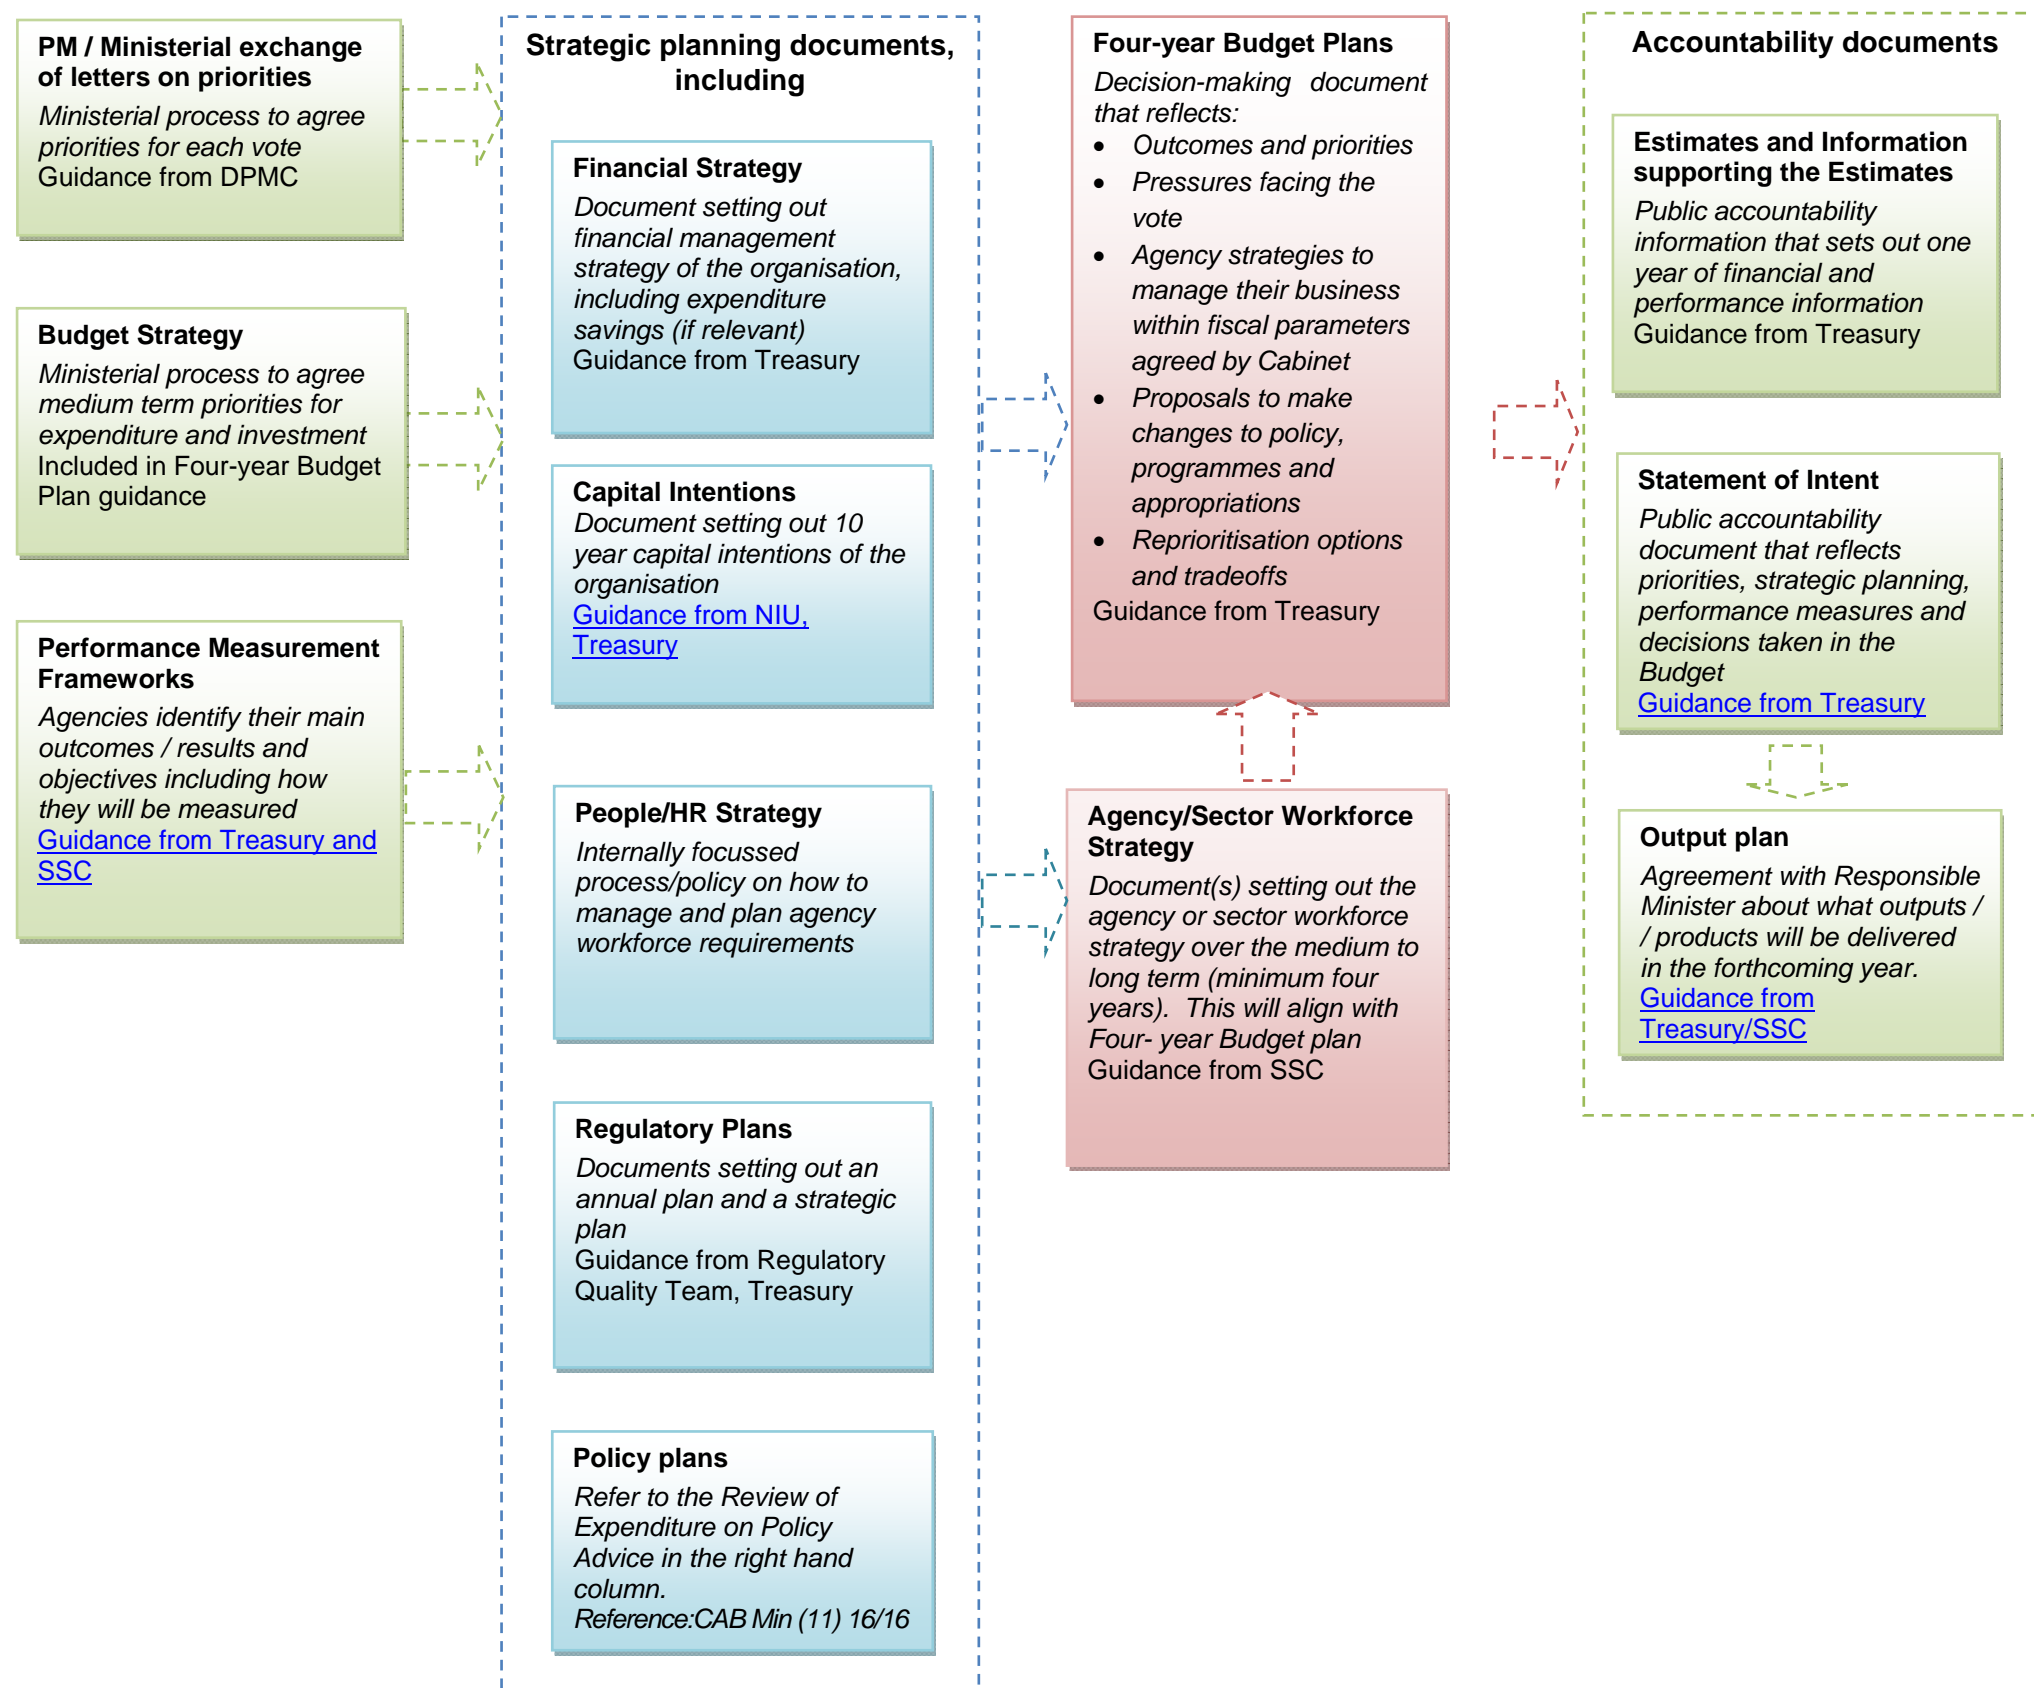 PM / Ministerial exchange
of letters on priorities
Ministerial process to agree
priorities for each vote
Guidance from DPMC
Budget Strategy
Ministerial process to agree
medium term priorities for
expenditure and investment
Included in Four-year Budget
Plan guidance
Performance Measurement
Frameworks
Agencies identify their main
outcomes / results and
objectives including how
they will be measured
Guidance from Treasury and
SSC
Strategic planning documents,
including
Financial Strategy
Document setting out
financial management
strategy of the organisation,
including expenditure
savings (if relevant)
Guidance from Treasury
Capital Intentions
Document setting out 10
year capital intentions of the
organisation
Guidance from NIU,
Treasury
People/HR Strategy
Internally focussed
process/policy on how to
manage and plan agency
workforce requirements
Regulatory Plans
Documents setting out an
annual plan and a strategic
plan
Guidance from Regulatory
Quality Team, Treasury
Policy plans
Refer to the Review of
Expenditure on Policy
Advice in the right hand
column.
Reference:CAB Min (11) 16/16
Four-year Budget Plans
Decision-making document
that reflects:
• Outcomes and priorities
• Pressures facing the
vote
• Agency strategies to
manage their business
within fiscal parameters
agreed by Cabinet
• Proposals to make
changes to policy,
programmes and
appropriations
• Reprioritisation options
and tradeoffs
Guidance from Treasury
Agency/Sector Workforce
Strategy
Document(s) setting out the
agency or sector workforce
strategy over the medium to
long term (minimum four
years). This will align with
Four- year Budget plan
Guidance from SSC
Accountability documents
Estimates and Information
supporting the Estimates
Public accountability
information that sets out one
year of financial and
performance information
Guidance from Treasury
Statement of Intent
Public accountability
document that reflects
priorities, strategic planning,
performance measures and
decisions taken in the
Budget
Guidance from Treasury
Output plan
Agreement with Responsible
Minister about what outputs /
/ products will be delivered
in the forthcoming year.
Guidance from
Treasury/SSC